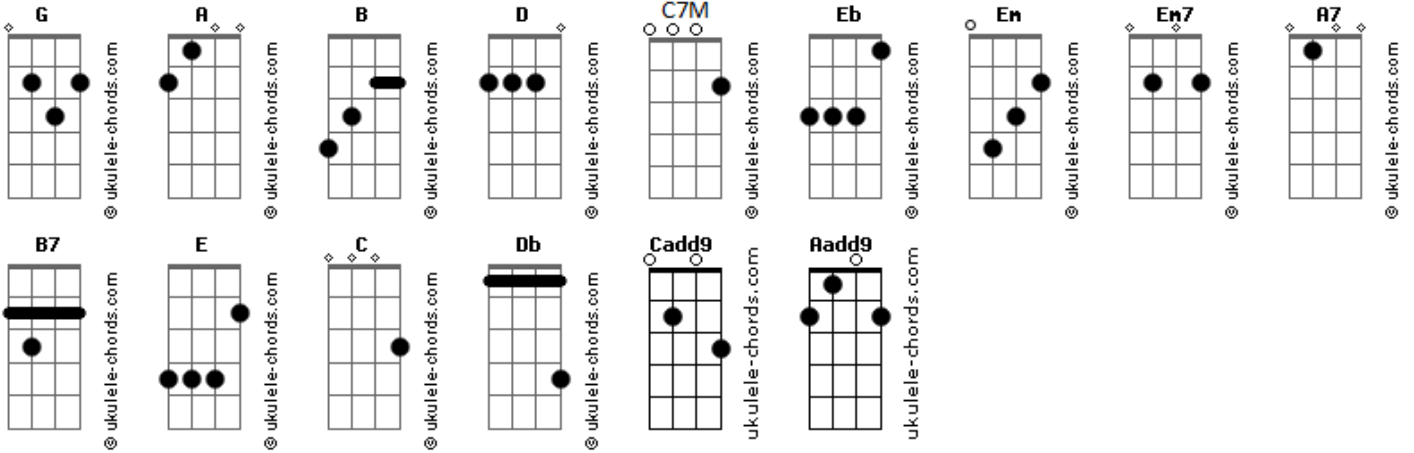 G A B D C7M Eb Em Em7 A7
© ukulele-chords.com © ukulele-chords.com © ukulele-chords.com © ukulele-chords.com © ukulele-chords.com © ukulele-chords.com © ukulele-chords.com © ukulele-chords.com © ukulele-chords.com
B7 E C Db Cadd9 Aadd9
© ukulele-chords.com © ukulele-chords.com © ukulele-chords.com © ukulele-chords.com ukulele-chords.com ukulele-chords.com